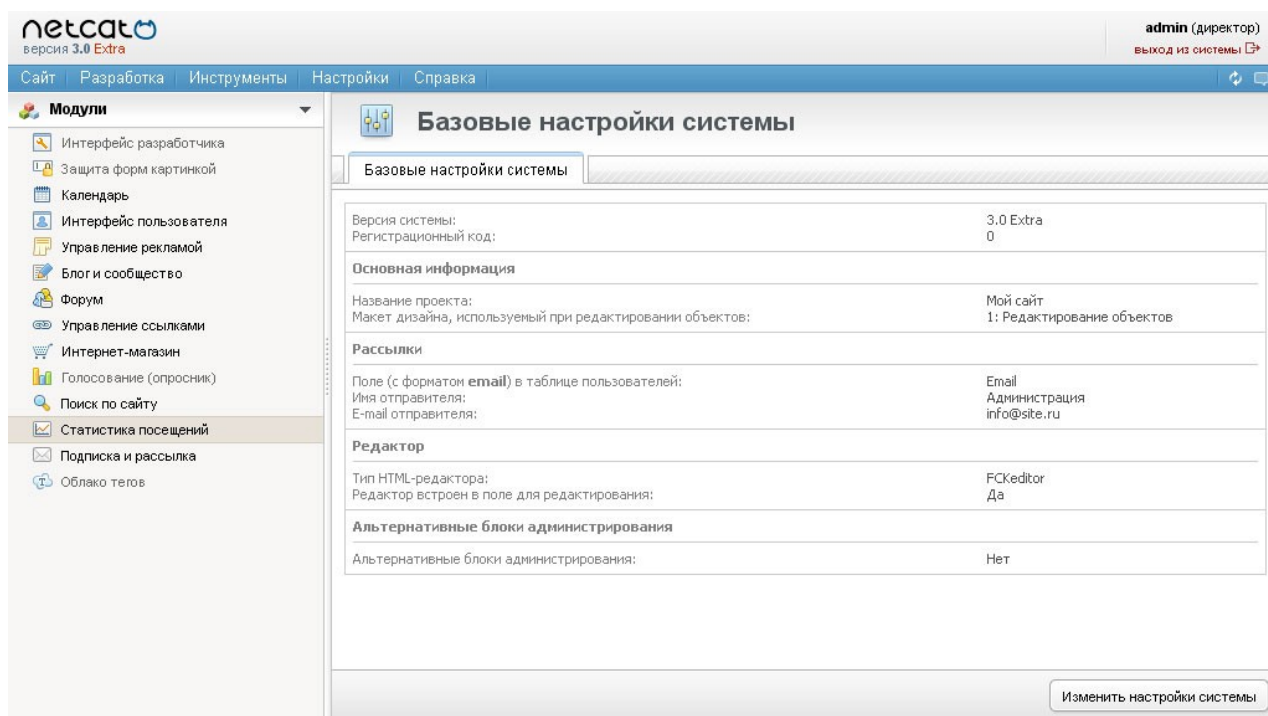 netcat
версия 3.0 Extra
admin (директор)
выход из системы
Сайт Разработка Инструменты Настройки Справка
Модули
Интерфейс разработчика
Защита форм картинкой
Календарь
Интерфейс пользователя
Управление рекламой
Блог и сообщество
Форум
Управление ссылками
Интернет-магазин
Голосование (опросник)
Поиск по сайту
Статистика посещений
Подписка и рассылка
Облако тегов
Базовые настройки системы
Базовые настройки системы
Версия системы: 3.0 Extra
Регистрационный код: 0
Основная информация
Название проекта: Мой сайт
Макет дизайна, используемый при редактировании объектов: 1: Редактирование объектов
Рассылки
Поле (с форматом email) в таблице пользователей: Email
Имя отправителя: Администрация
E-mail отправителя: info@site.ru
Редактор
Тип HTML-редактора: FCKeditor
Редактор встроен в поле для редактирования: Да
Альтернативные блоки администрирования
Альтернативные блоки администрирования: Нет
Изменить настройки системы